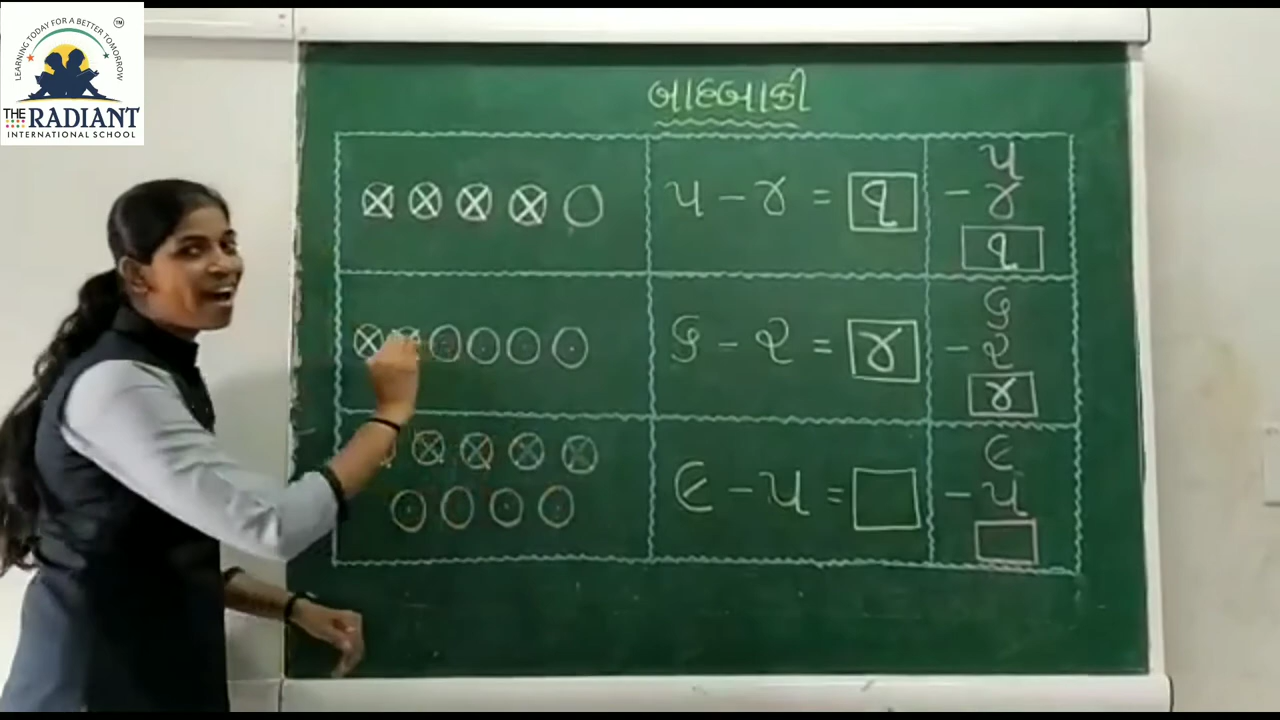 LEARNING TODAY FOR A BETTER TOMORROW
TM
THE RADIANT
INTERNATIONAL SCHOOL
બાદબાકી
૫ - ૪ = ૧
૫
- ૪
૧
૬ - ૨ = ૪
૬
- ૨
૪
૯ - ૫ =
૯
- ૫